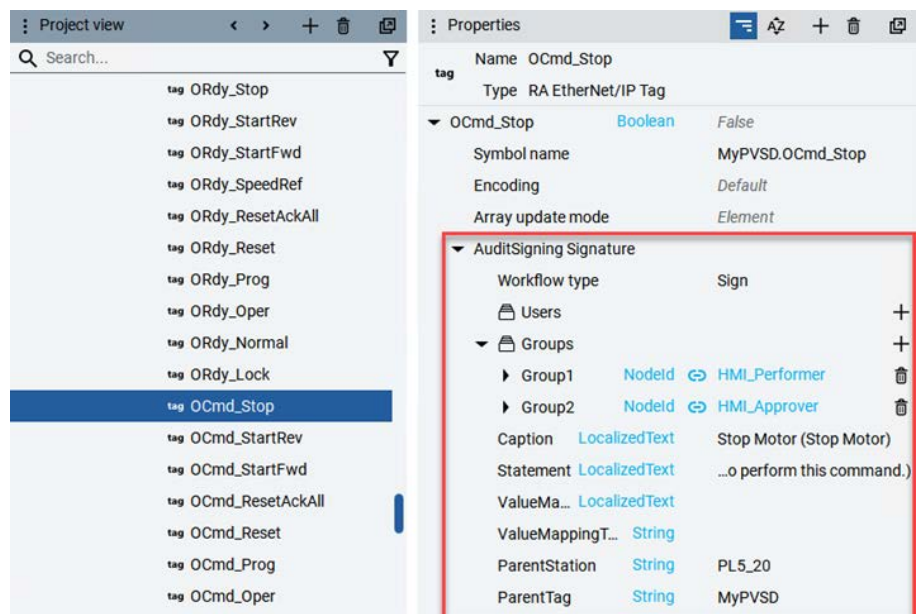 Project view
Search...
tag ORdy_Stop
tag ORdy_StartRev
tag ORdy_StartFwd
tag ORdy_SpeedRef
tag ORdy_ResetAckAll
tag ORdy_Reset
tag ORdy_Prog
tag ORdy_Oper
tag ORdy_Normal
tag ORdy_Lock
tag OCmd_Stop
tag OCmd_StartRev
tag OCmd_StartFwd
tag OCmd_ResetAckAll
tag OCmd_Reset
tag OCmd_Prog
tag OCmd_Oper
Properties
AZ
tag
Name OCmd_Stop
Type RA EtherNet/IP Tag
OCmd_Stop Boolean False
Symbol name MyPVSD.OCmd_Stop
Encoding Default
Array update mode Element
AuditSigning Signature
Workflow type Sign
Users
Groups
Group1 NodeId HMI_Performer
Group2 NodeId HMI_Approver
Caption LocalizedText Stop Motor (Stop Motor)
Statement LocalizedText ...o perform this command.)
ValueMa... LocalizedText
ValueMappingT... String
ParentStation String PL5_20
ParentTag String MyPVSD